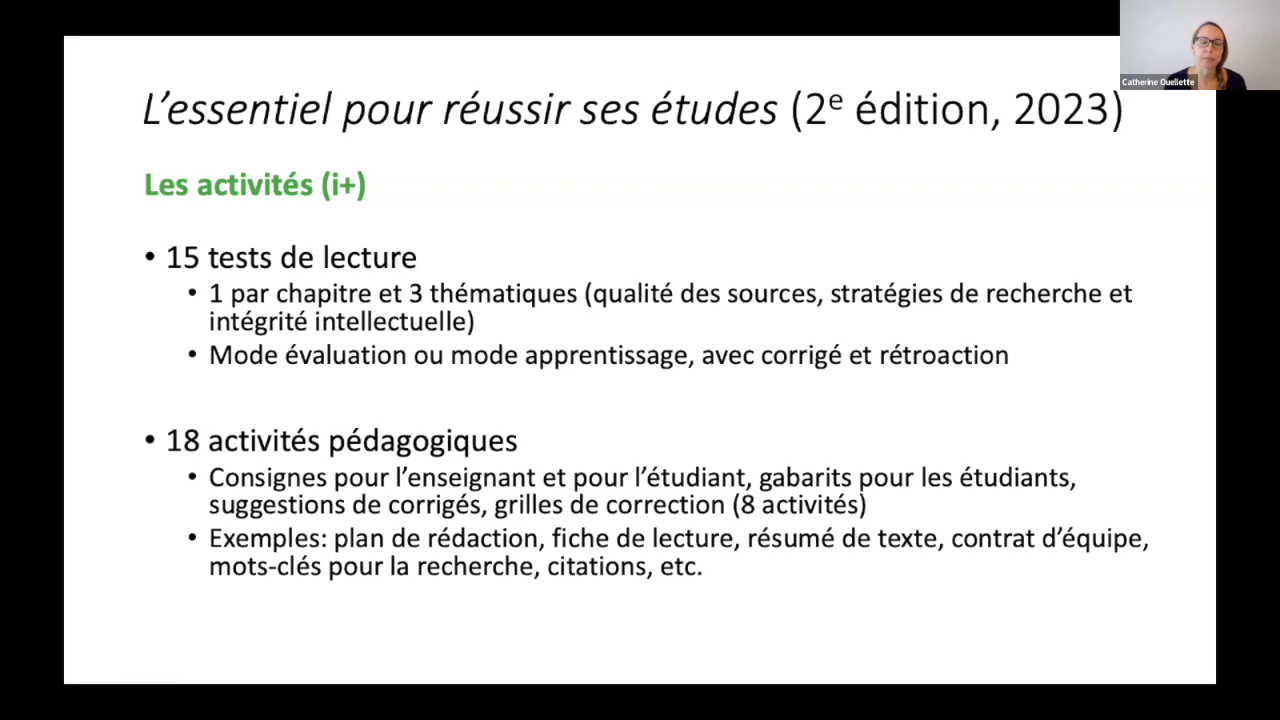 Catherine Ouellette
L’essentiel pour réussir ses études (2e édition, 2023)
Les activités (i+)
• 15 tests de lecture
• 1 par chapitre et 3 thématiques (qualité des sources, stratégies de recherche et
intégrité intellectuelle)
• Mode évaluation ou mode apprentissage, avec corrigé et rétroaction
• 18 activités pédagogiques
• Consignes pour l’enseignant et pour l’étudiant, gabarits pour les étudiants,
suggestions de corrigés, grilles de correction (8 activités)
• Exemples: plan de rédaction, fiche de lecture, résumé de texte, contrat d’équipe,
mots-clés pour la recherche, citations, etc.